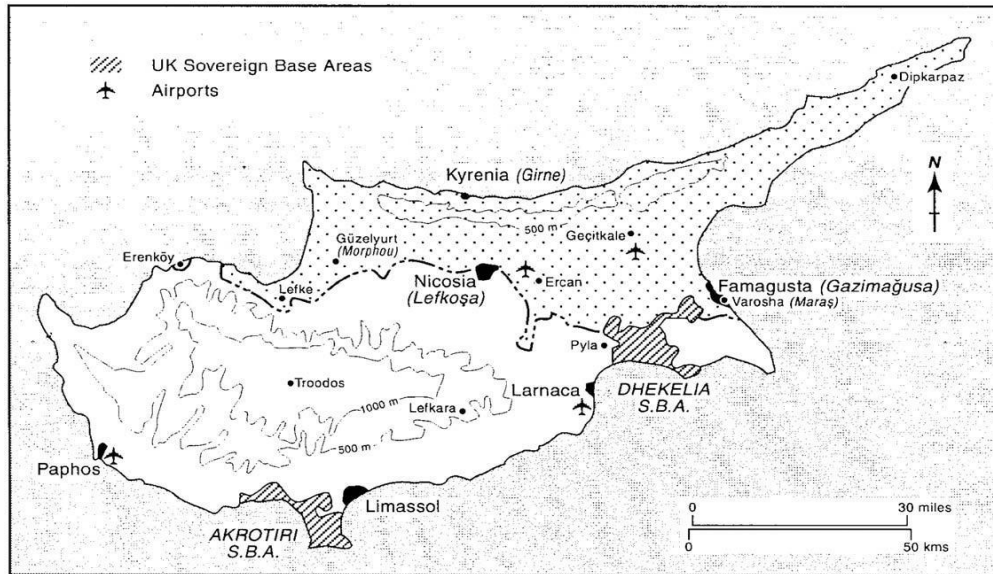 UK Sovereign Base Areas
Airports
Dipkarpaz
N
Kyrenia (Girne)
500 m
Geçitkale
Güzelyurt
(Morphou)
Erenköy
Lefke
Nicosia
(Lefkoşa)
Ercan
Famagusta (Gazimağusa)
Varosha (Maraş)
Pyla
Troodos
Larnaca
DHEKELIA
S.B.A.
1000 m
Lefkara
500 m
Paphos
Limassol
AKROTIRI
S.B.A.
0 30 miles
0 50 kms